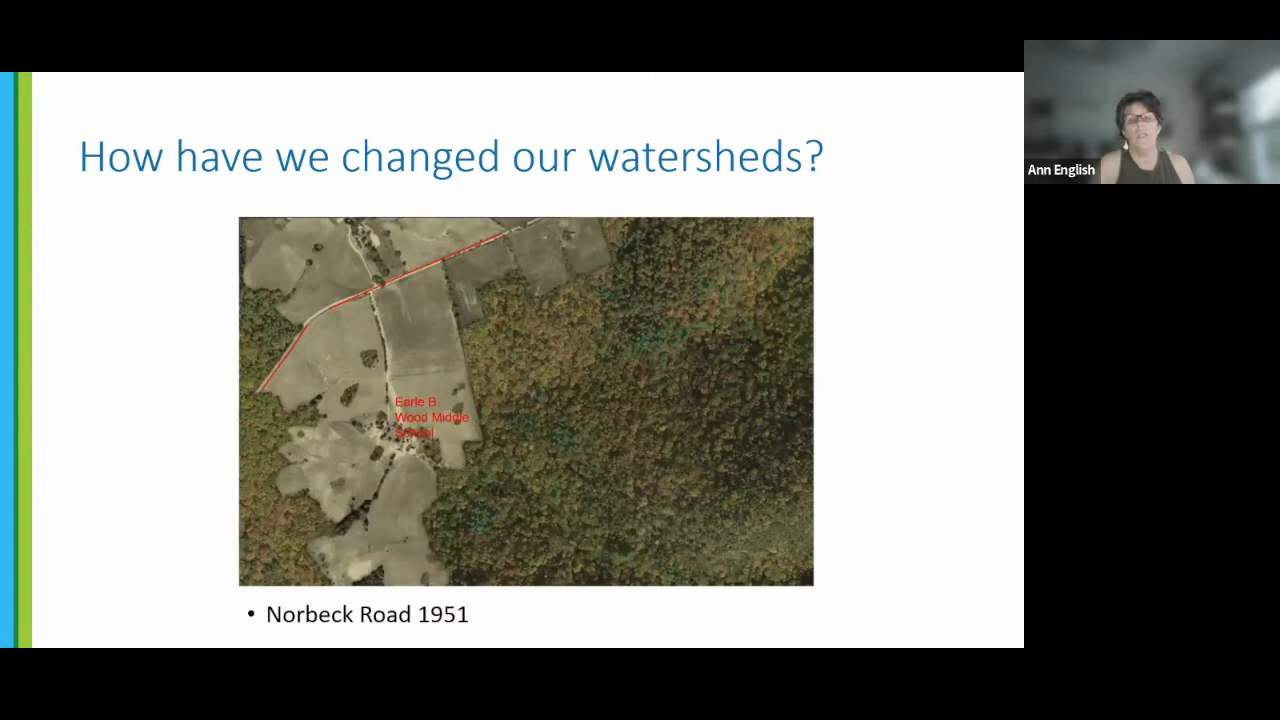 How have we changed our watersheds?
Ann English
Earle B.
Wood Middle
School
• Norbeck Road 1951